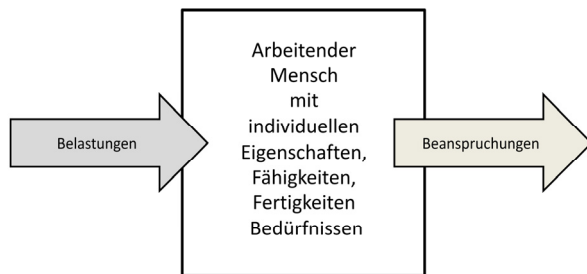 Belastungen
Arbeitender
Mensch
mit
individuellen
Eigenschaften,
Fähigkeiten,
Fertigkeiten
Bedürfnissen
Beanspruchungen